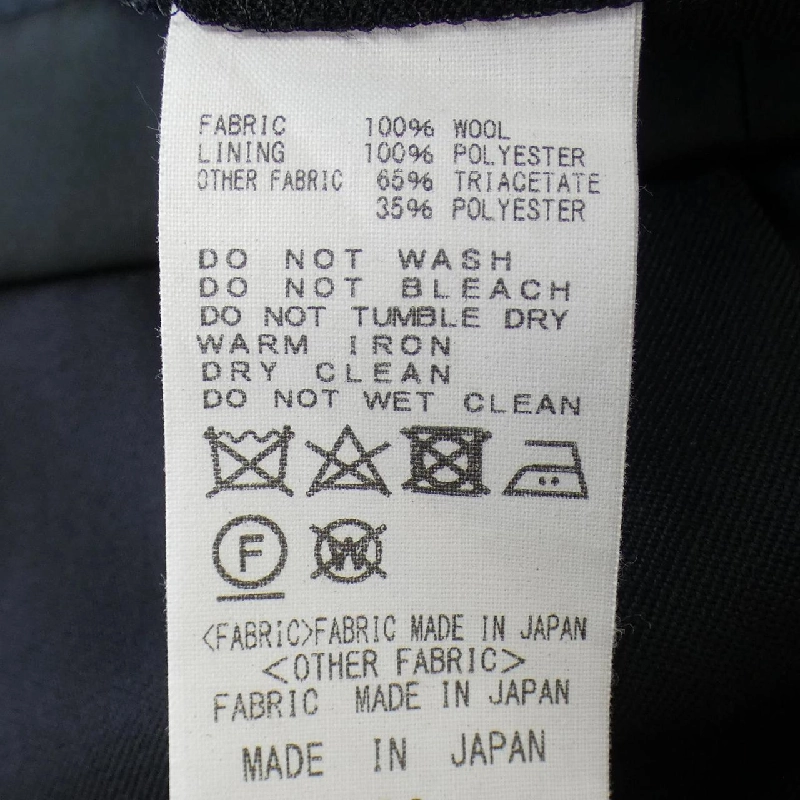 FABRIC 100% WOOL
LINING 100% POLYESTER
OTHER FABRIC 65% TRIACETATE
35% POLYESTER
DO NOT WASH
DO NOT BLEACH
DO NOT TUMBLE DRY
WARM IRON
DRY CLEAN
DO NOT WET CLEAN
F W
<FABRIC>FABRIC MADE IN JAPAN
<OTHER FABRIC>
FABRIC MADE IN JAPAN
MADE IN JAPAN